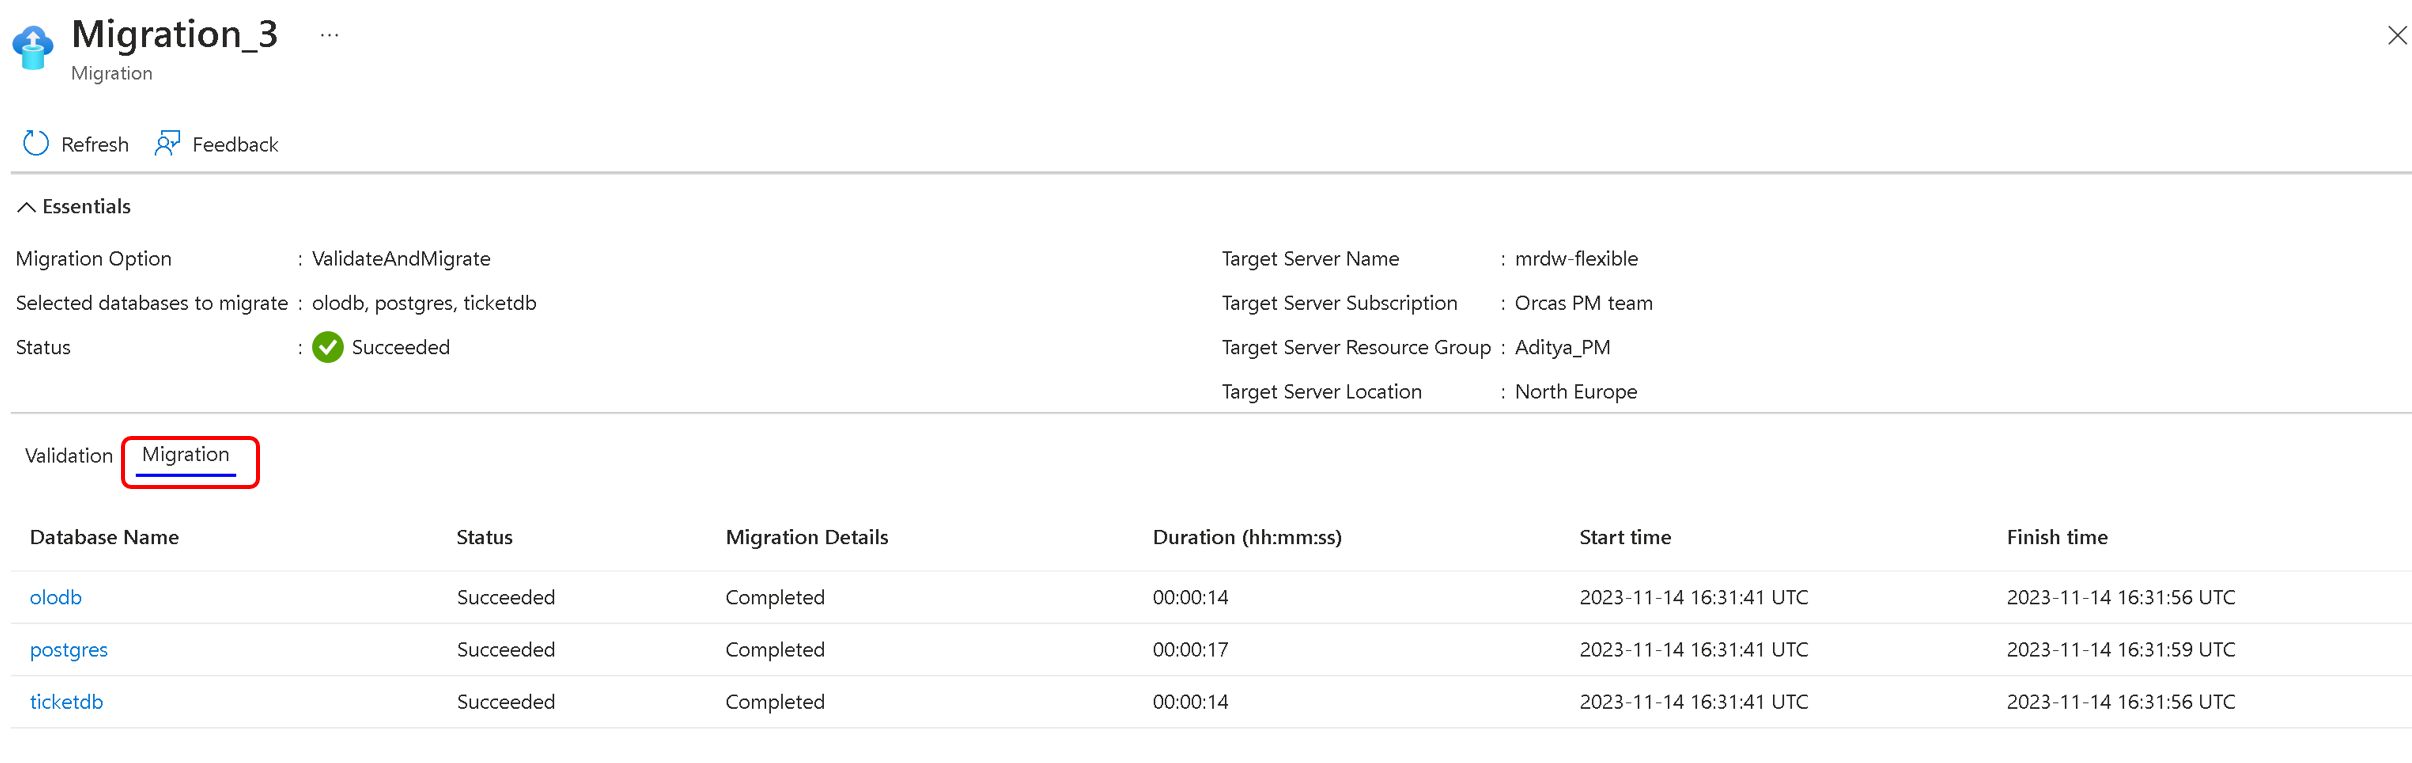 Migration_3 ...
Migration
Refresh Feedback
Essentials
Migration Option : ValidateAndMigrate
Selected databases to migrate : olodb, postgres, ticketdb
Status : Succeeded
Target Server Name : mrdw-flexible
Target Server Subscription : Orcas PM team
Target Server Resource Group : Aditya_PM
Target Server Location : North Europe
Validation Migration
Database Name Status Migration Details Duration (hh:mm:ss) Start time Finish time
olodb Succeeded Completed 00:00:14 2023-11-14 16:31:41 UTC 2023-11-14 16:31:56 UTC
postgres Succeeded Completed 00:00:17 2023-11-14 16:31:41 UTC 2023-11-14 16:31:59 UTC
ticketdb Succeeded Completed 00:00:14 2023-11-14 16:31:41 UTC 2023-11-14 16:31:56 UTC